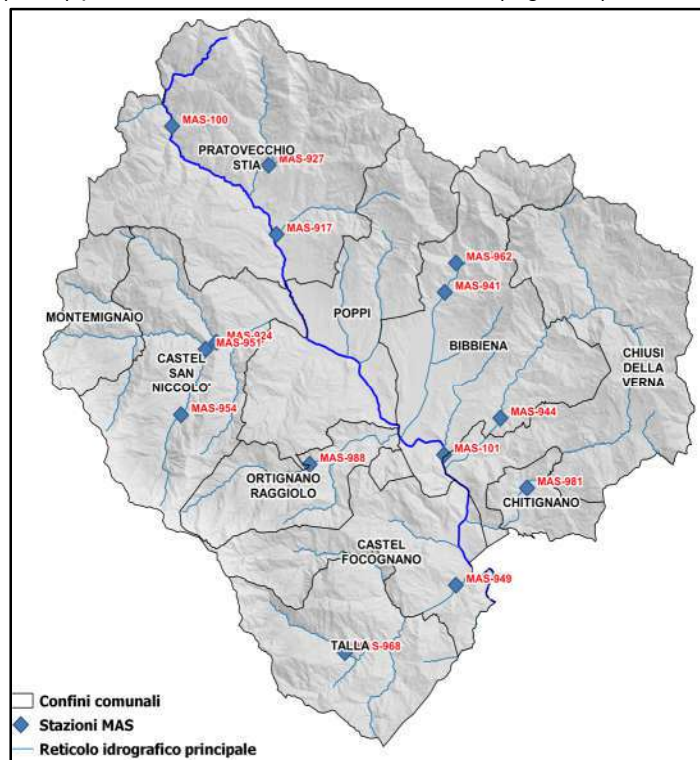 MAS-100
PRATOVECCHIO
STIA
MAS-927
MAS-917
MAS-962
MAS-941
POPPI
MONTEMIGNAIO
MAS-924
MAS-951
BIBBIENA
CHIUSI
DELLA
VERNA
CASTEL
SAN
NICCOLO'
MAS-954
MAS-944
MAS-101
MAS-988
ORTIGNANO
RAGGIOLO
MAS-981
CHITIGNANO
CASTEL
FOCOGNANO
MAS-949
TALLA S-968
Confini comunali
Stazioni MAS
Reticolo idrografico principale